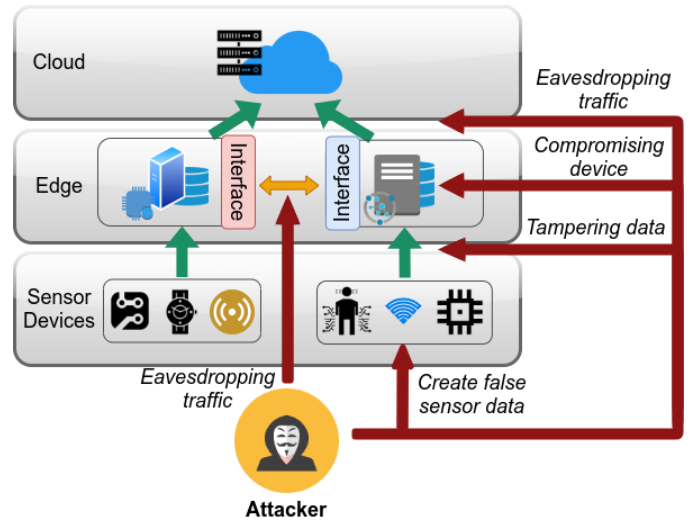 Cloud
Eavesdropping
traffic
Edge
Interface
Interface
Compromising
device
Tampering data
Sensor
Devices
Eavesdropping
traffic
Create false
sensor data
Attacker